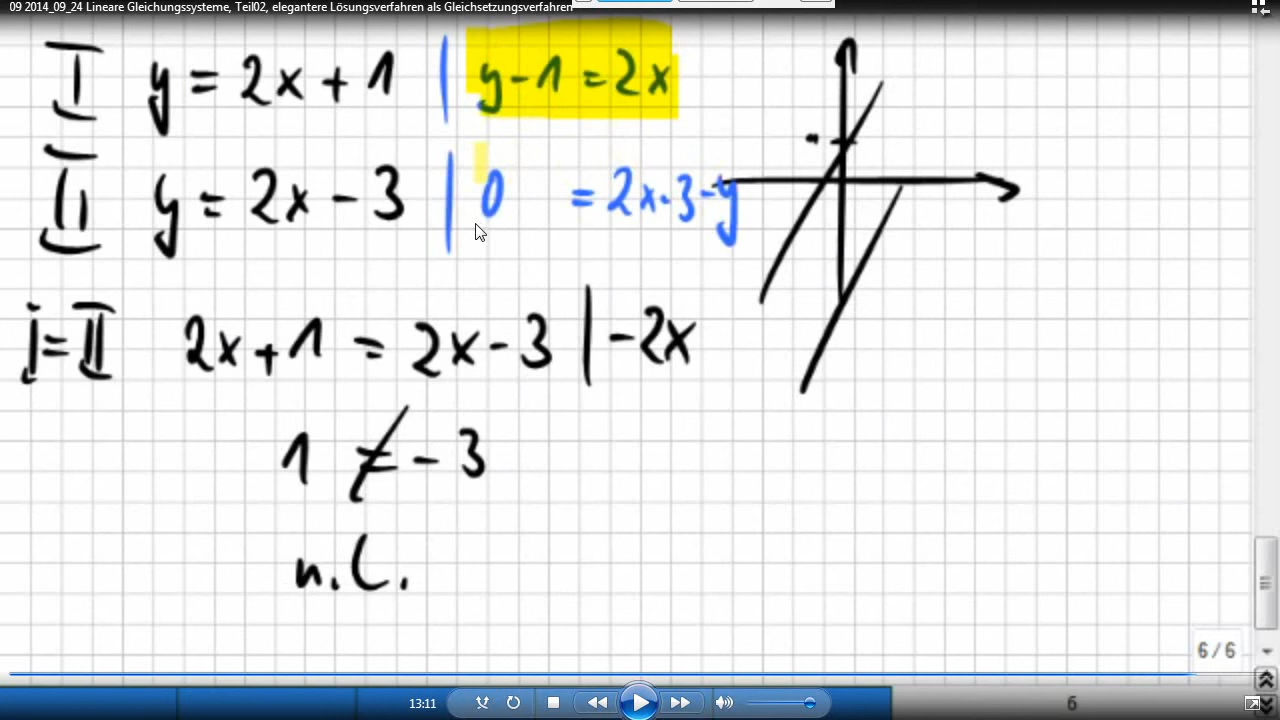 09 2014_09_24 Lineare Gleichungssysteme, Teil02, elegantere Lösungsverfahren als Gleichsetzungsverfahren
I y = 2x + 1 | y - 1 = 2x
II y = 2x - 3 | 0 = 2x - 3 - y
I = II 2x + 1 = 2x - 3 | - 2x
1 ≠ - 3
n.L.
6 / 6
13:11
6